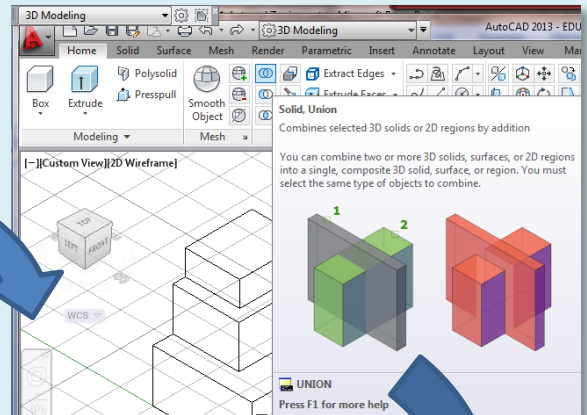 3D Modeling
3D Modeling
AutoCAD 2013 - EDU
Home Solid Surface Mesh Render Parametric Insert Annotate Layout View Ma
Box
Extrude
Polysolid
Presspull
Smooth Object
Extract Edges
Extrude Faces
Modeling
Mesh
[−][Custom View][2D Wireframe]
TOP
LEFT
FRONT
WCS
Solid, Union
Combines selected 3D solids or 2D regions by addition
You can combine two or more 3D solids, surfaces, or 2D regions
into a single, composite 3D solid, surface, or region. You must
select the same type of objects to combine.
1
2
UNION
Press F1 for more help